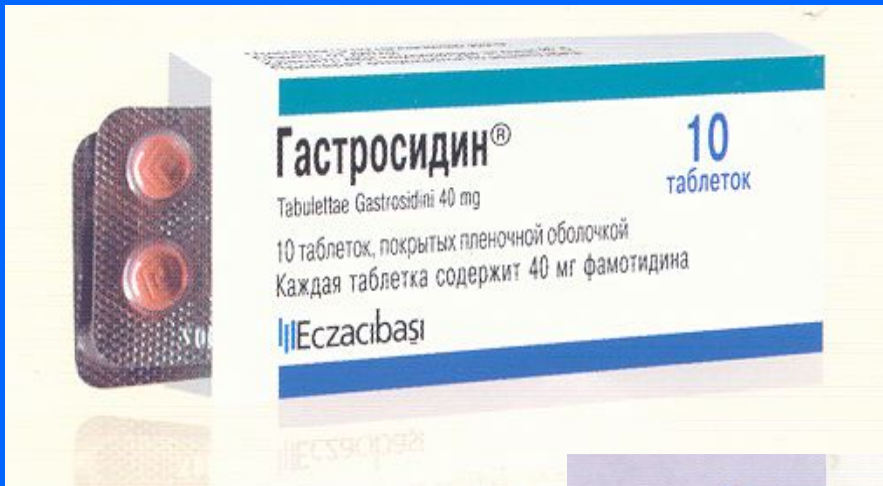 Гастросидин®
10
таблеток
Tabulettae Gastrosidini 40 mg
10 таблеток, покрытых пленочной оболочкой
Каждая таблетка содержит 40 мг фамотидина
Eczacıbaşı